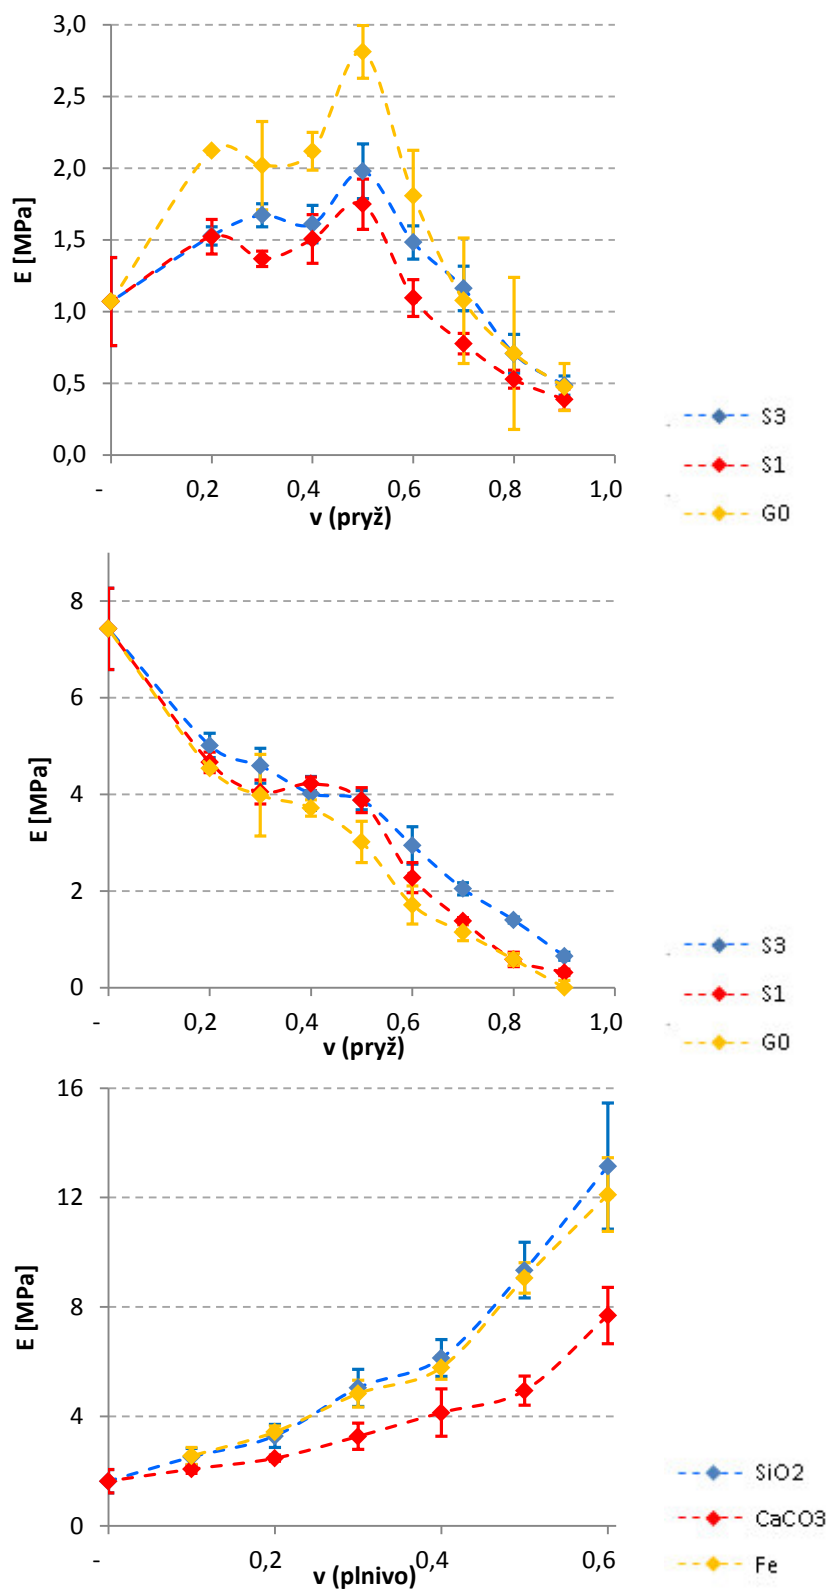 3,0
2,5
2,0
1,5
1,0
0,5
0,0
E [MPa]
- 0,2 0,4 0,6 0,8 1,0
v (pryž)
S3
S1
G0
8
6
4
2
0
E [MPa]
- 0,2 0,4 0,6 0,8 1,0
v (pryž)
S3
S1
G0
16
12
8
4
0
E [MPa]
- 0,2 0,4 0,6
v (plnivo)
SiO2
CaCO3
Fe